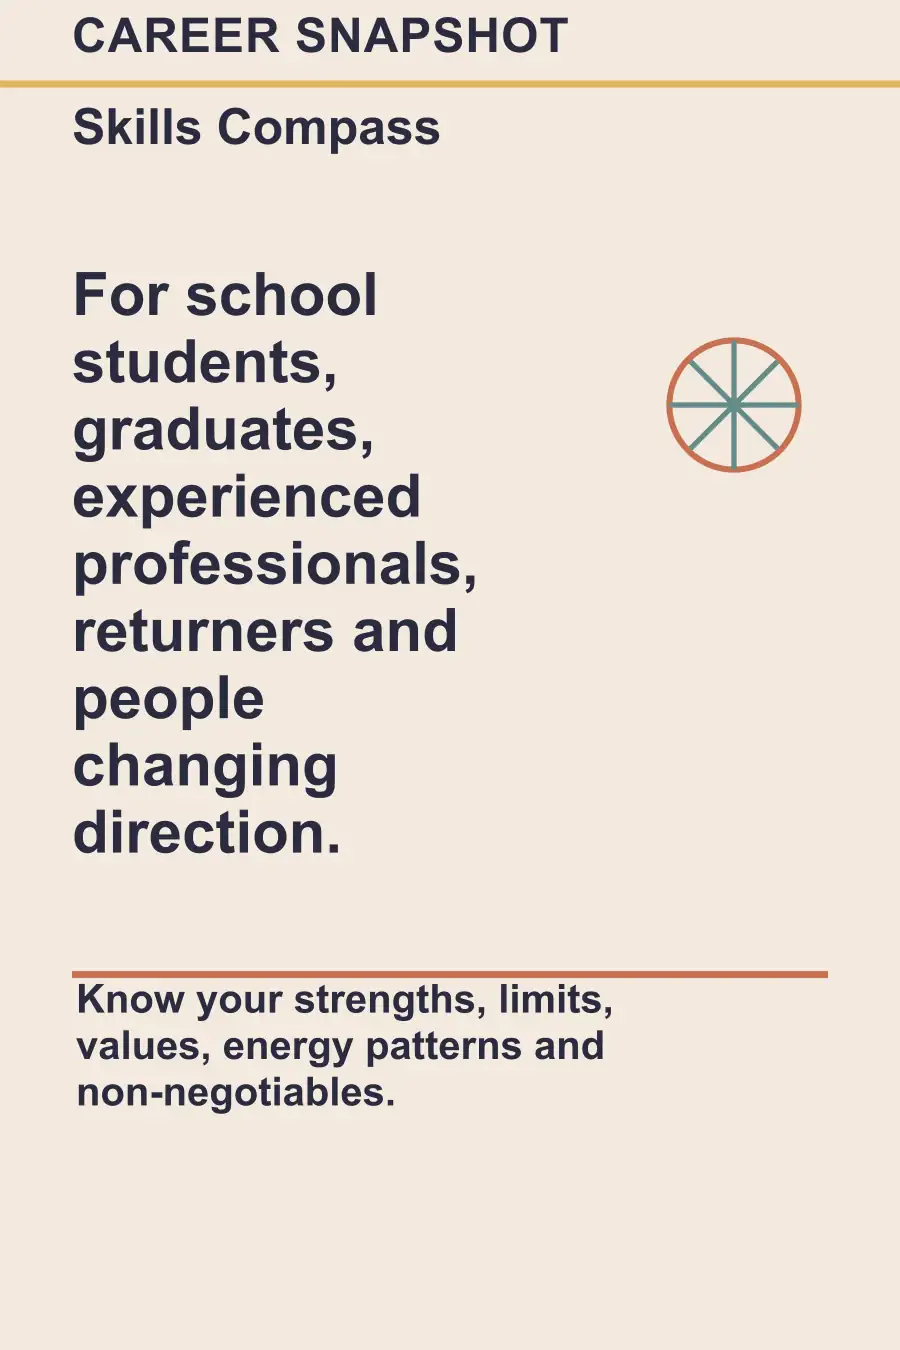 CAREER SNAPSHOT
Skills Compass
For school
students,
graduates,
experienced
professionals,
returners and
people
changing
direction.
Know your strengths, limits,
values, energy patterns and
non-negotiables.